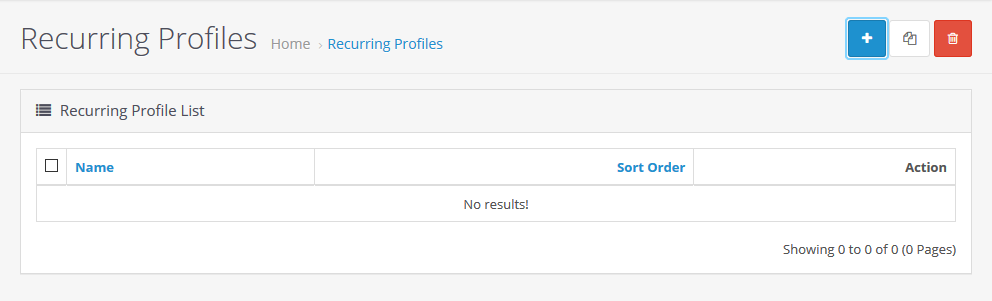 Recurring Profiles Home › Recurring Profiles
Recurring Profile List
Name Sort Order Action
No results!
Showing 0 to 0 of 0 (0 Pages)